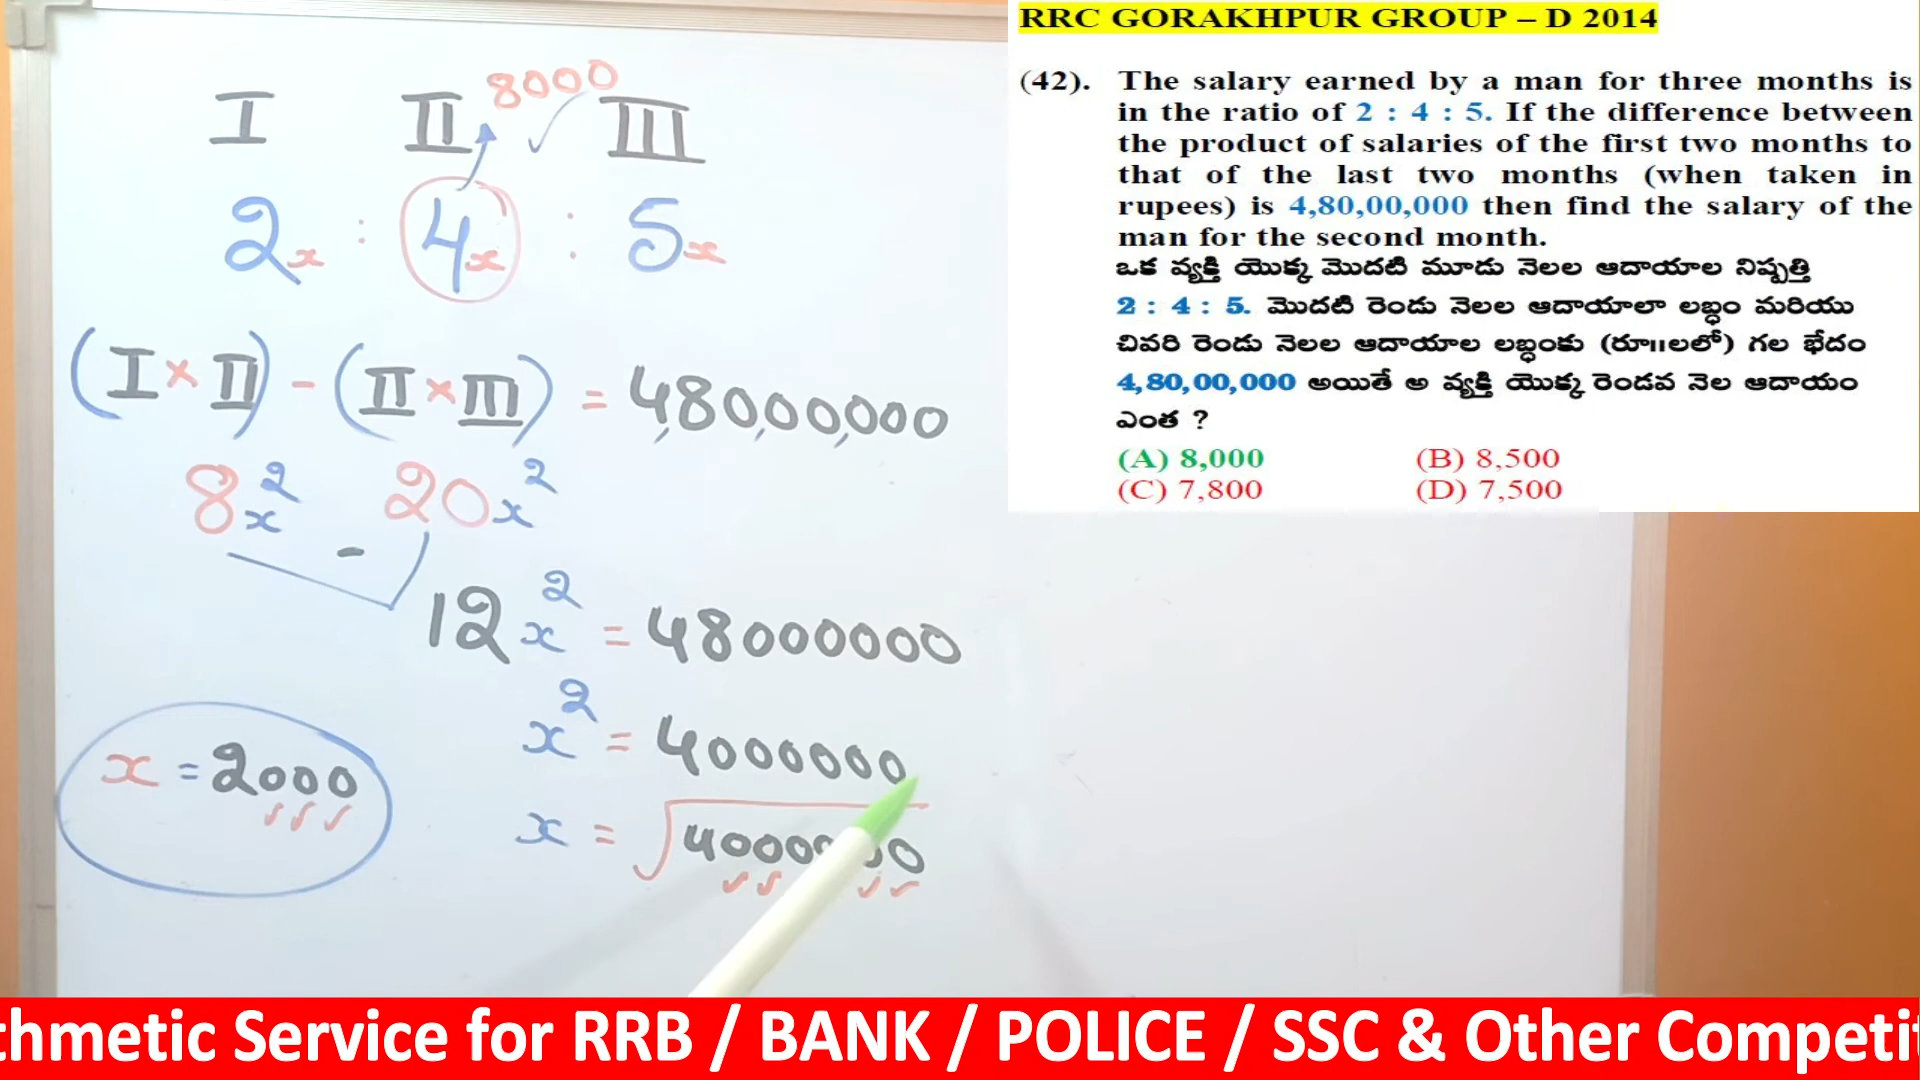 I II 8000 III
2x : 4x : 5x
(I × II) - (II × III) = 4,80,00,000
8x² 20x²
-
12x² = 48000000
x² = 4000000
x = 2000
x = √4000000
RRC GORAKHPUR GROUP – D 2014
(42). The salary earned by a man for three months is
in the ratio of 2 : 4 : 5. If the difference between
the product of salaries of the first two months to
that of the last two months (when taken in
rupees) is 4,80,00,000 then find the salary of the
man for the second month.
ఒక వ్యక్తి యొక్క మొదటి మూడు నెలల ఆదాయాల నిష్పత్తి
2 : 4 : 5. మొదటి రెండు నెలల ఆదాయాలా లబ్ధం మరియు
చివరి రెండు నెలల ఆదాయాల లబ్ధంకు (రూ॥లలో) గల భేదం
4,80,00,000 అయితే అ వ్యక్తి యొక్క రెండవ నెల ఆదాయం
ఎంత ?
(A) 8,000 (B) 8,500
(C) 7,800 (D) 7,500
thmetic Service for RRB / BANK / POLICE / SSC & Other Competit